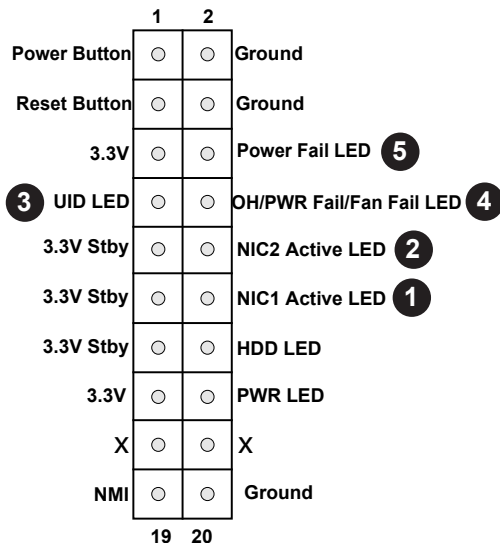 1 2
Power Button Ground
Reset Button Ground
3.3V Power Fail LED 5
3 UID LED OH/PWR Fail/Fan Fail LED 4
3.3V Stby NIC2 Active LED 2
3.3V Stby NIC1 Active LED 1
3.3V Stby HDD LED
3.3V PWR LED
X X
NMI Ground
19 20